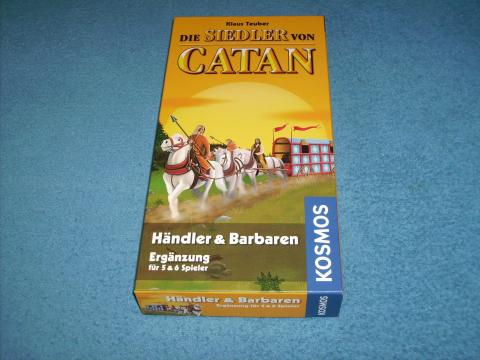 Klaus Teuber
DIE SIEDLER VON
CATAN
Händler & Barbaren
Ergänzung
für 5 & 6 Spieler
KOSMOS
Händler & Barbaren
Ergänzung für 5 & 6 Spieler
KOSMOS